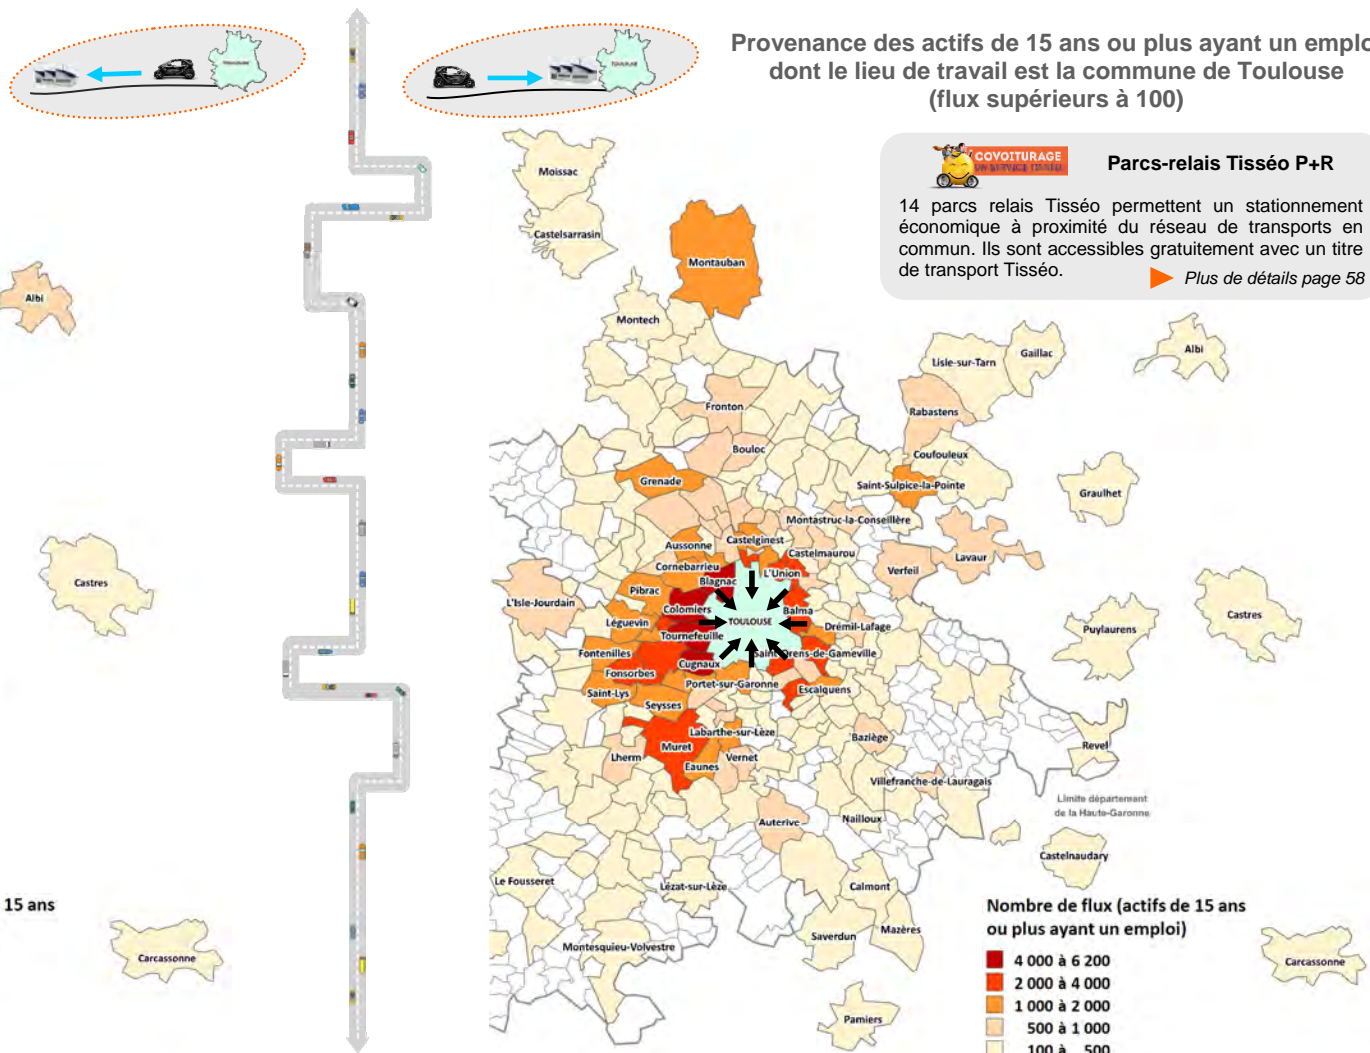 TOULOUSE
TOULOUSE
Provenance des actifs de 15 ans ou plus ayant un emploi
dont le lieu de travail est la commune de Toulouse
(flux supérieurs à 100)
COVOITURAGE
UN SERVICE TISSÉO
Parcs-relais Tisséo P+R
14 parcs relais Tisséo permettent un stationnement
économique à proximité du réseau de transports en
commun. Ils sont accessibles gratuitement avec un titre
de transport Tisséo.
Plus de détails page 58
Albi
Castres
15 ans
Carcassonne
Moissac
Castelsarrasin
Montauban
Montech
Lisle-sur-Tarn
Gaillac
Albi
Fronton
Rabastens
Bouloc
Coufouleux
Grenade
Saint-Sulpice-la-Pointe
Graulhet
Montastruc-la-Conseillère
Aussonne
Castelginest
Castelmaurou
Lavaur
Cornebarrieu
Verfeil
Blagnac
L'Union
Pibrac
L'Isle-Jourdain
Colomiers
Balma
Castres
Léguevin
TOULOUSE
Drémil-Lafage
Puylaurens
Tournefeuille
Fontenilles
Saint-Orens-de-Gameville
Cugnaux
Fonsorbes
Portet-sur-Garonne
Escalquens
Saint-Lys
Seysses
Labarthe-sur-Lèze
Baziège
Revel
Muret
Lherm
Vernet
Eaunes
Villefranche-de-Lauragais
Limite département
de la Haute-Garonne
Auterive
Nailloux
Castelnaudary
Le Fousseret
Lézat-sur-Lèze
Calmont
Mazères
Saverdun
Montesquieu-Volvestre
Carcassonne
Pamiers
Nombre de flux (actifs de 15 ans
ou plus ayant un emploi)
4 000 à 6 200
2 000 à 4 000
1 000 à 2 000
500 à 1 000
100 à 500